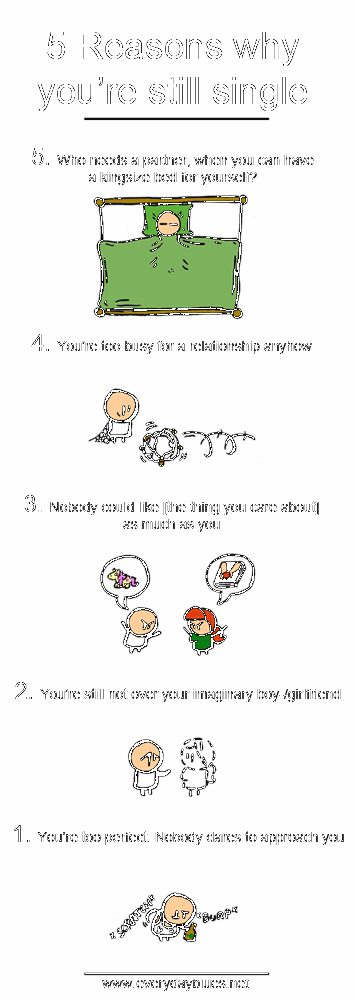 5 Reasons why
you're still single
5. Who needs a partner, when you can have
a kingsize bed for yourself?
4. You're too busy for a relationship anyhow
3. Nobody could like [the thing you care about]
as much as you
2. You're still not over your imaginary boy /girlfriend
1. You're too perfect. Nobody dares to approach you
*SCRATCH*
*BURP*
www.everydayblues.net